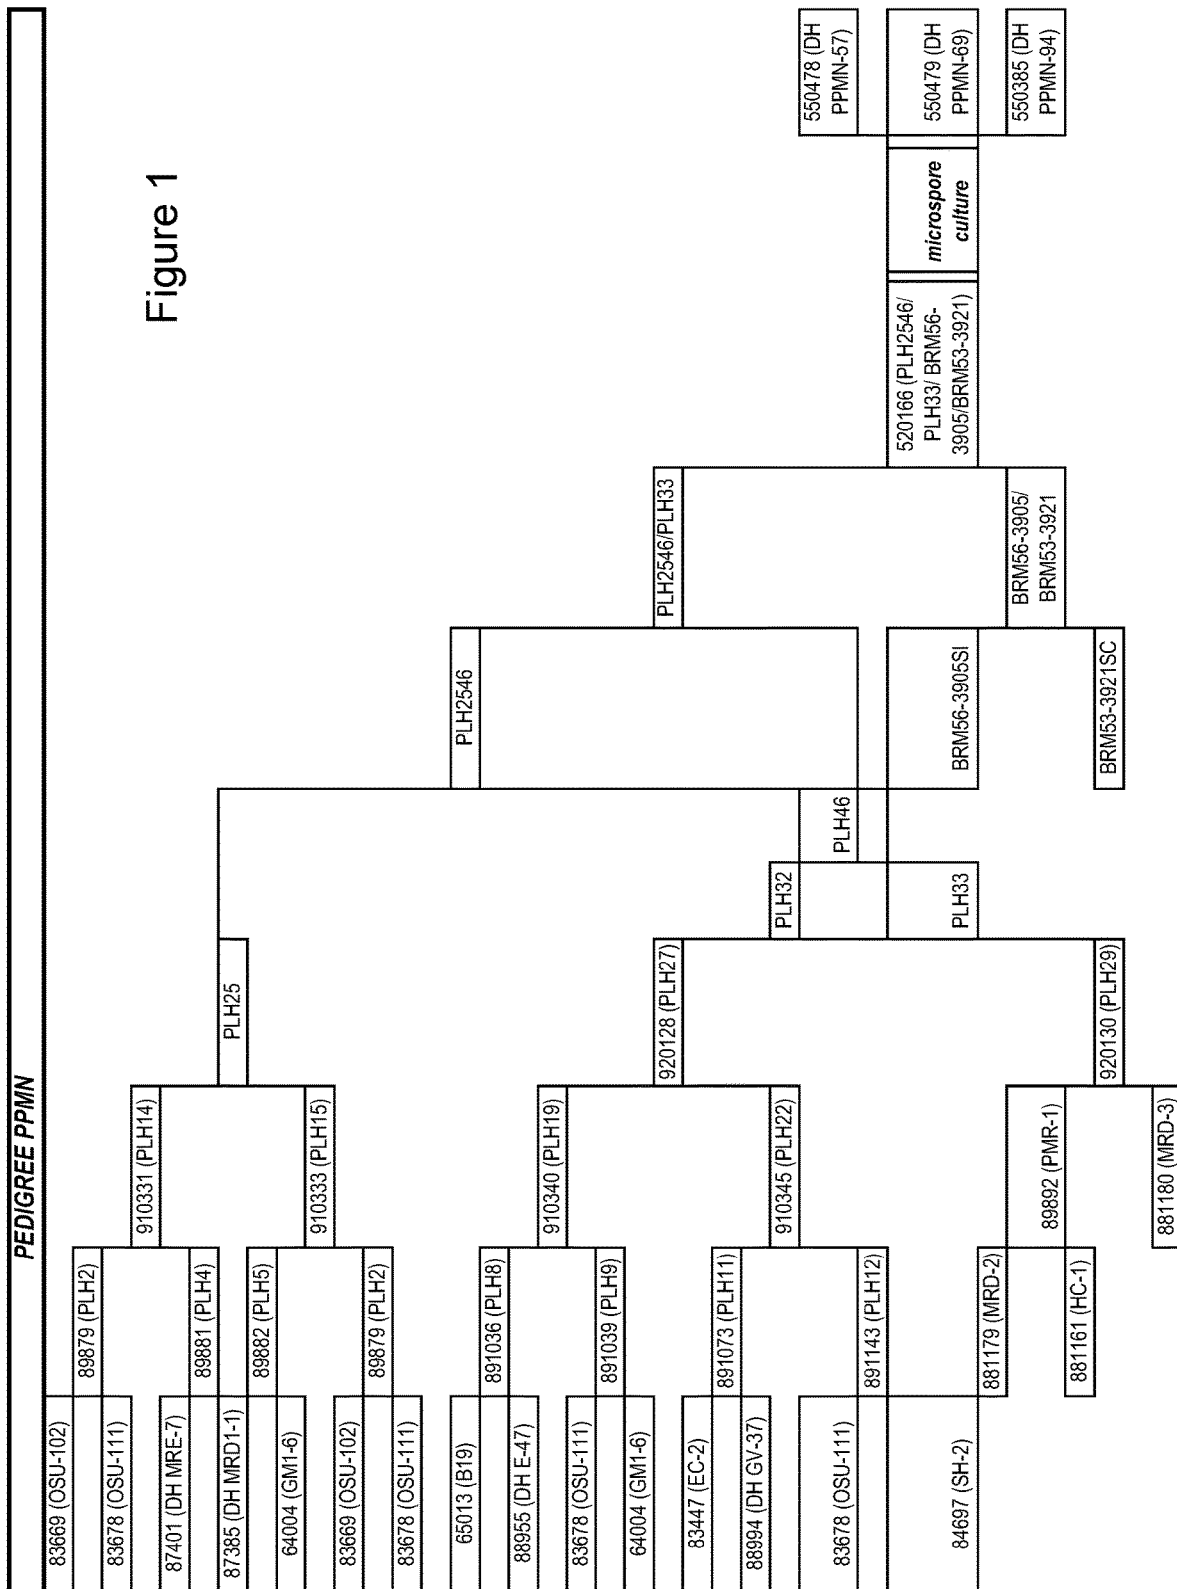 PEDIGREE PPMN
Figure 1
83669 (OSU-102)
83678 (OSU-111)
87401 (DH MRE-7)
87385 (DH MRD1-1)
64004 (GM1-6)
83669 (OSU-102)
83678 (OSU-111)
65013 (B19)
88955 (DH E-47)
83678 (OSU-111)
64004 (GM1-6)
83447 (EC-2)
88994 (DH GV-37)
83678 (OSU-111)
84697 (SH-2)
89879 (PLH2)
89881 (PLH4)
89882 (PLH5)
89879 (PLH2)
891036 (PLH8)
891039 (PLH9)
891073 (PLH11)
891143 (PLH12)
881179 (MRD-2)
881161 (HC-1)
910331 (PLH14)
910333 (PLH15)
910340 (PLH19)
910345 (PLH22)
89892 (PMR-1)
881180 (MRD-3)
PLH25
920128 (PLH27)
920130 (PLH29)
PLH32
PLH33
PLH46
PLH2546
BRM56-3905SI
BRM53-3921SC
PLH2546/PLH33
BRM56-3905/
BRM53-3921
520166 (PLH2546/
PLH33/ BRM56-
3905/BRM53-3921)
microspore
culture
550478 (DH
PPMN-57)
550479 (DH
PPMN-69)
550385 (DH
PPMN-94)